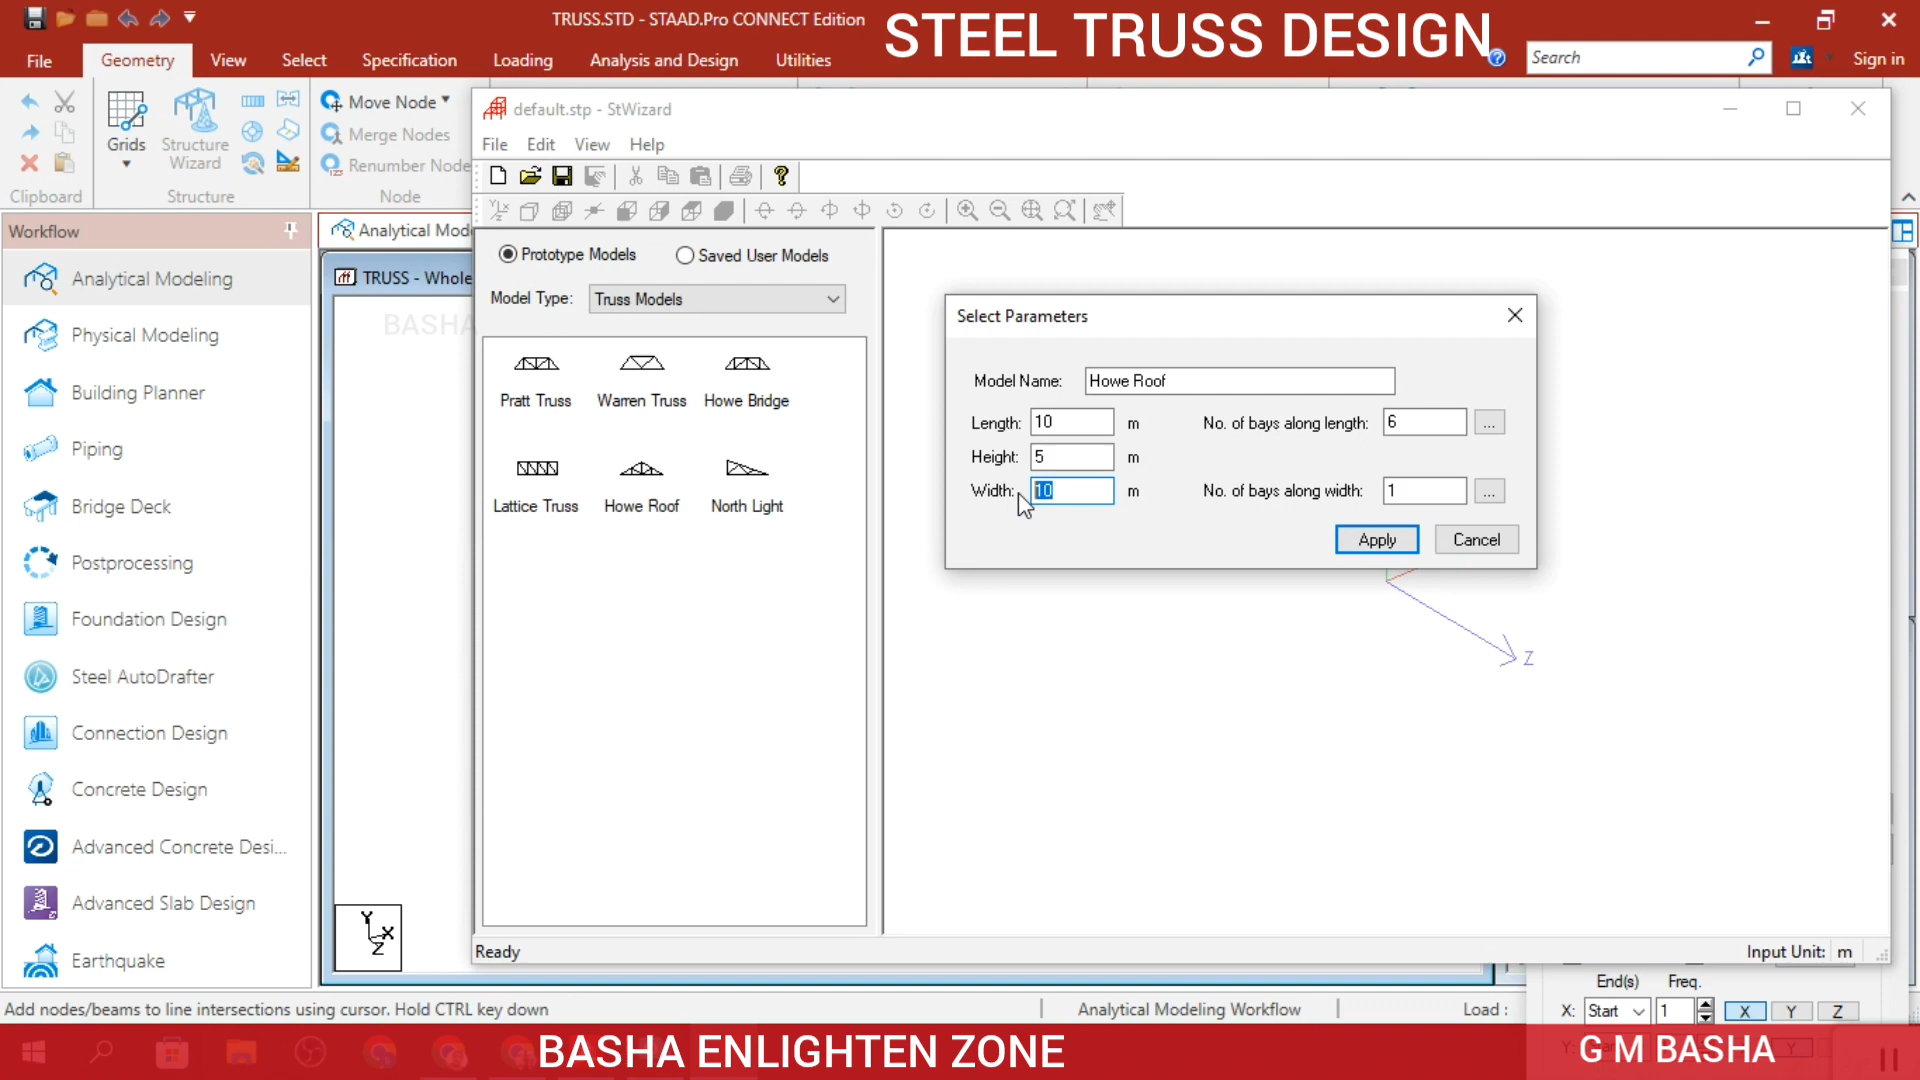 TRUSS.STD - STAAD.Pro CONNECT Edition
STEEL TRUSS DESIGN
Search
Sign in
File
Geometry
View
Select
Specification
Loading
Analysis and Design
Utilities
Grids
Structure
Wizard
Move Node
Merge Nodes
Renumber Node
Clipboard
Structure
Node
default.stp - StWizard
File Edit View Help
Workflow
Analytical Mode
TRUSS - Whole
BASHA
Analytical Modeling
Physical Modeling
Building Planner
Piping
Bridge Deck
Postprocessing
Foundation Design
Steel AutoDrafter
Connection Design
Concrete Design
Advanced Concrete Desi...
Advanced Slab Design
Earthquake
Prototype Models
Saved User Models
Model Type:
Truss Models
Pratt Truss
Warren Truss
Howe Bridge
Lattice Truss
Howe Roof
North Light
Select Parameters
Model Name:
Howe Roof
Length: 10 m
No. of bays along length: 6 ...
Height: 5 m
Width: 10 m
No. of bays along width: 1 ...
Apply
Cancel
Z
Y
X
Z
Ready
Input Unit: m
End(s) Freq.
Add nodes/beams to line intersections using cursor. Hold CTRL key down
Analytical Modeling Workflow
Load :
X: Start 1 X Y Z
BASHA ENLIGHTEN ZONE
G M BASHA